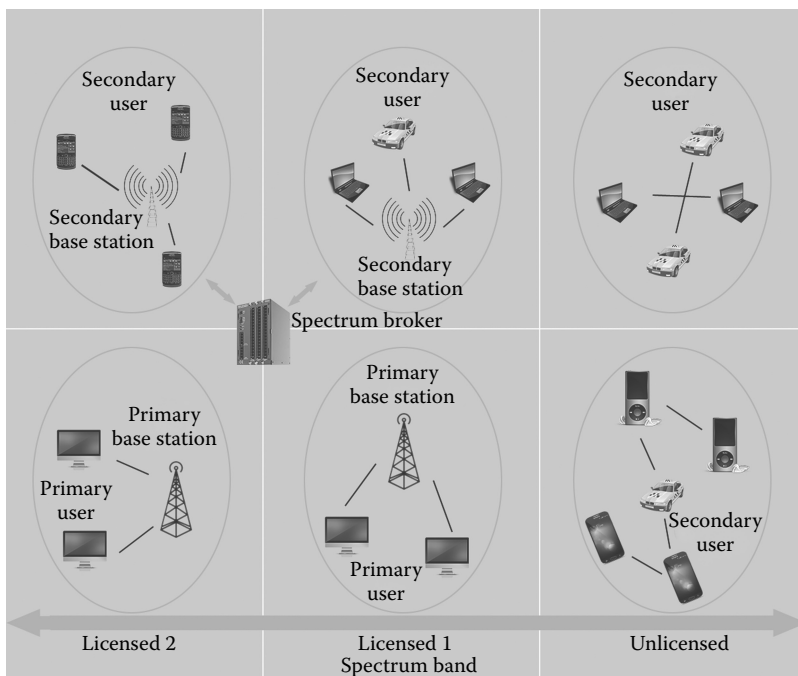 Secondary
user
Secondary
base station
Secondary
user
Secondary
base station
Secondary
user
Spectrum broker
Primary
base station
Primary
user
Primary
base station
Primary
user
Secondary
user
Licensed 2
Licensed 1
Unlicensed
Spectrum band